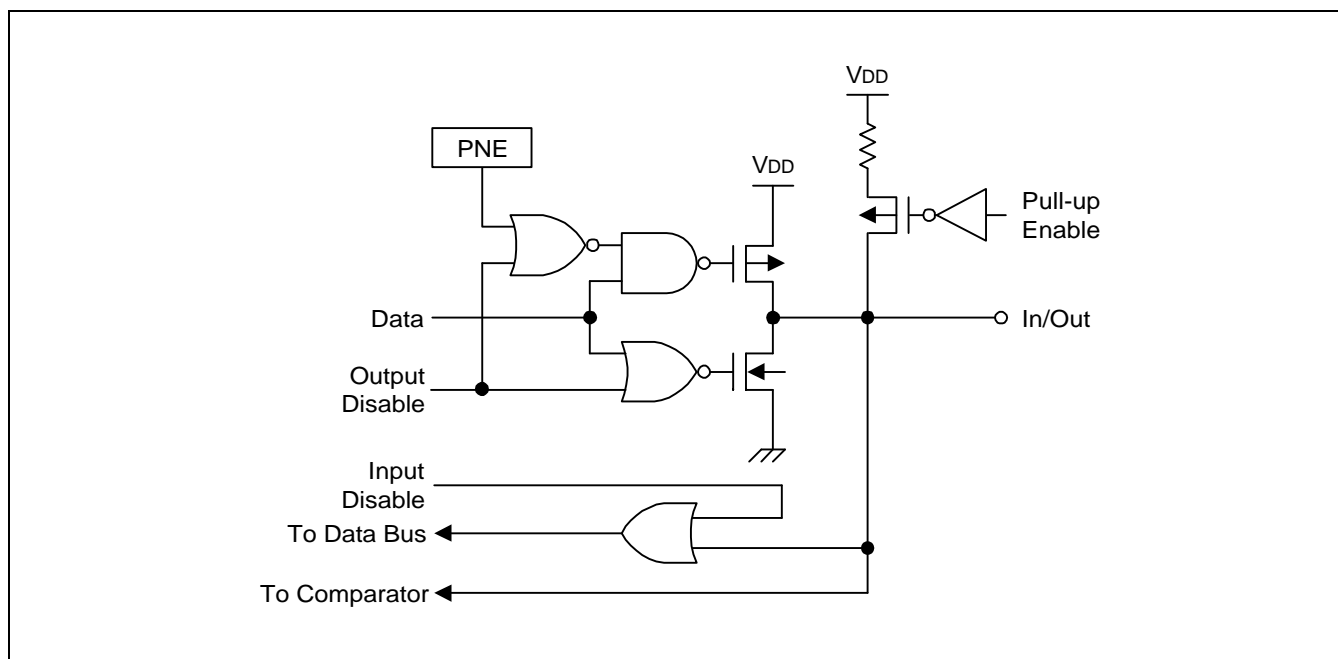 VDD
PNE
VDD
Pull-up
Enable
Data
In/Out
Output
Disable
Input
Disable
To Data Bus
To Comparator